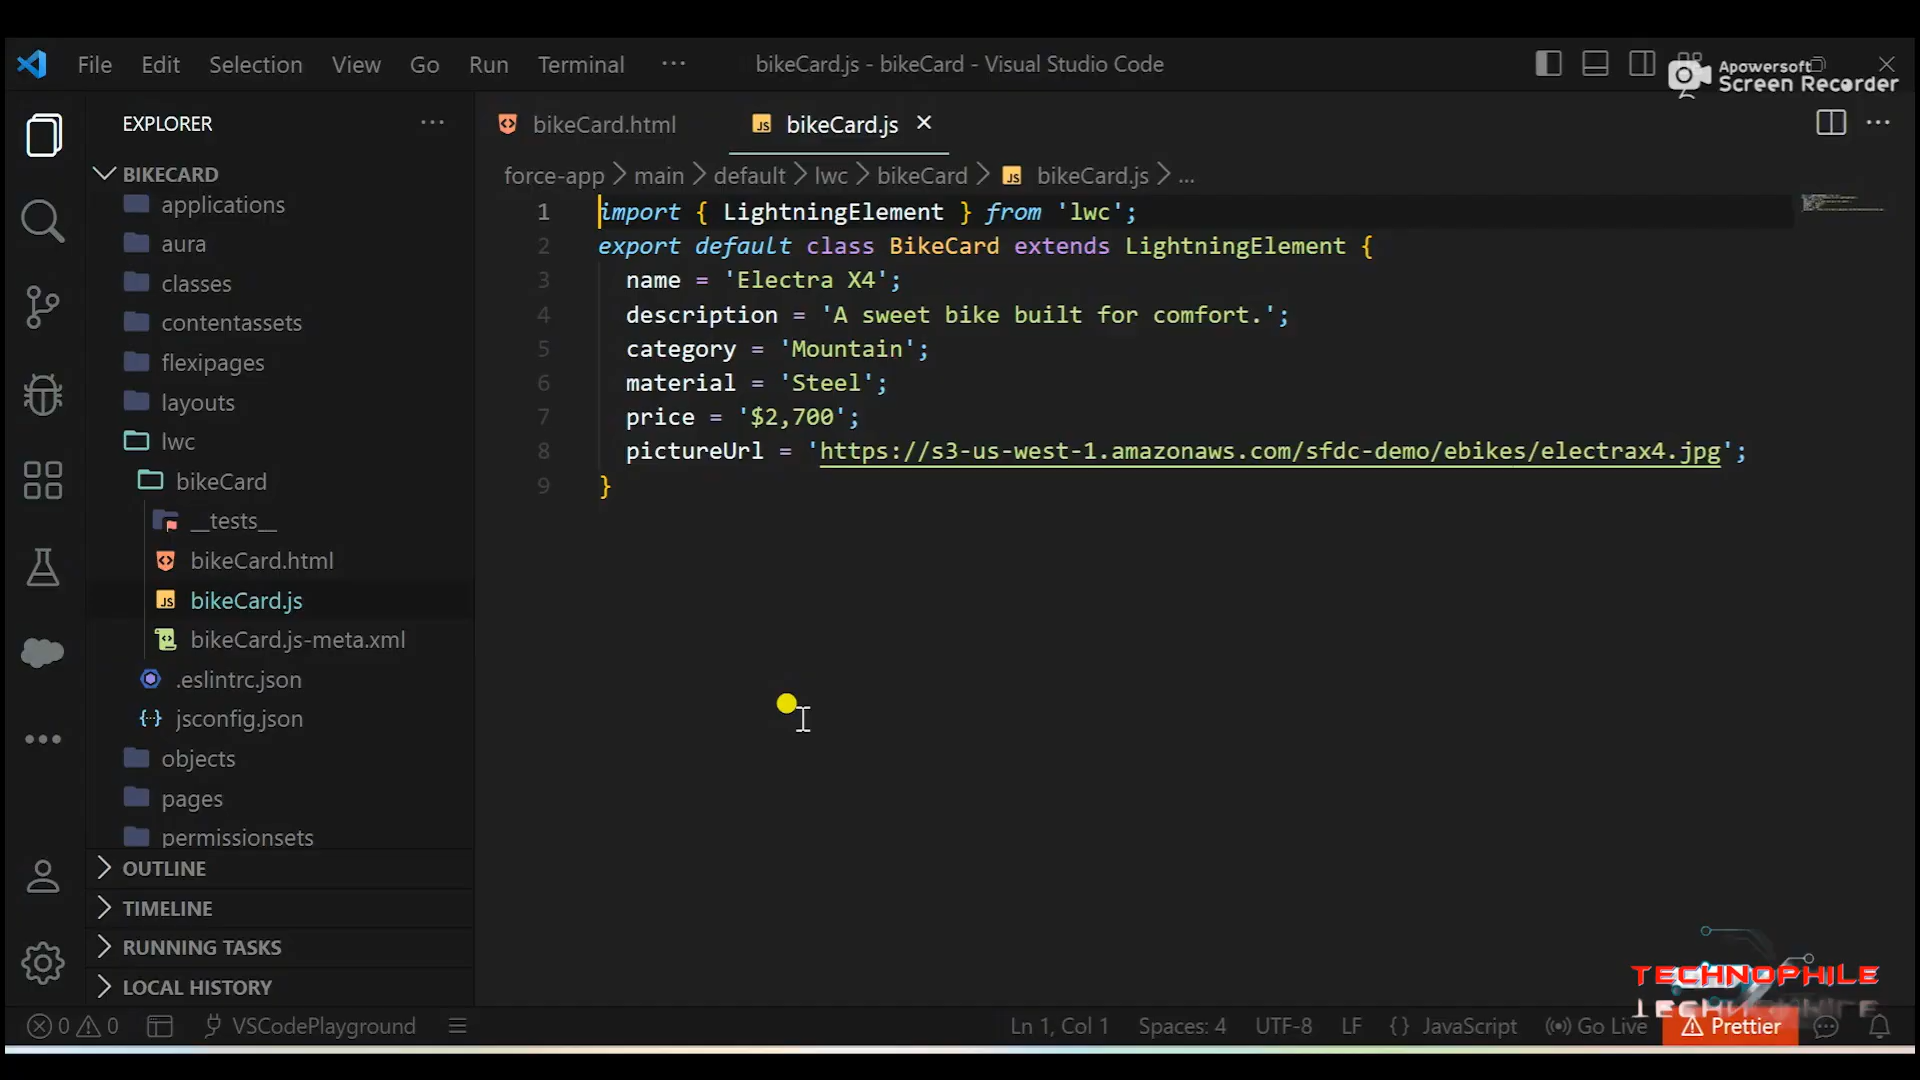 File Edit Selection View Go Run Terminal ··· bikeCard.js - bikeCard - Visual Studio Code
Apowersoft
Screen Recorder
EXPLORER ···
bikeCard.html
JS bikeCard.js
force-app > main > default > lwc > bikeCard > JS bikeCard.js > ...
BIKECARD
applications
aura
classes
contentassets
flexipages
layouts
lwc
bikeCard
__tests__
bikeCard.html
JS bikeCard.js
bikeCard.js-meta.xml
.eslintrc.json
jsconfig.json
objects
pages
permissionsets
OUTLINE
TIMELINE
RUNNING TASKS
LOCAL HISTORY
1 import { LightningElement } from 'lwc';
2 export default class BikeCard extends LightningElement {
3 name = 'Electra X4';
4 description = 'A sweet bike built for comfort.';
5 category = 'Mountain';
6 material = 'Steel';
7 price = '$2,700';
8 pictureUrl = 'https://s3-us-west-1.amazonaws.com/sfdc-demo/ebikes/electrax4.jpg';
9 }
TECHNOPHILE
0 0 VSCodePlayground Ln 1, Col 1 Spaces: 4 UTF-8 LF {} JavaScript Go Live Prettier